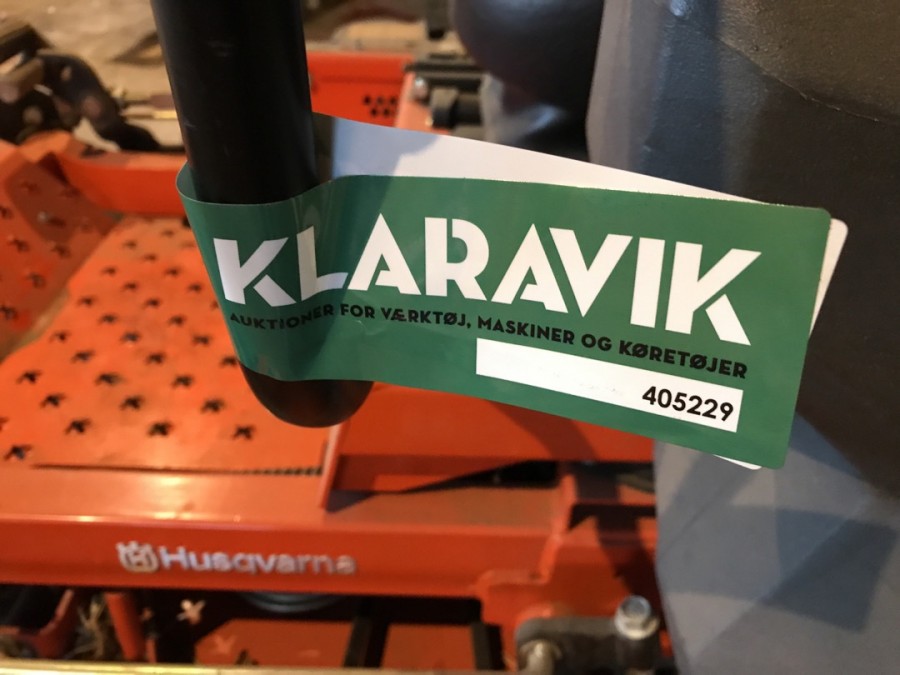 KLARAVIK
AUKTIONER FOR VÆRKTØJ, MASKINER OG KØRETØJER
405229
Husqvarna